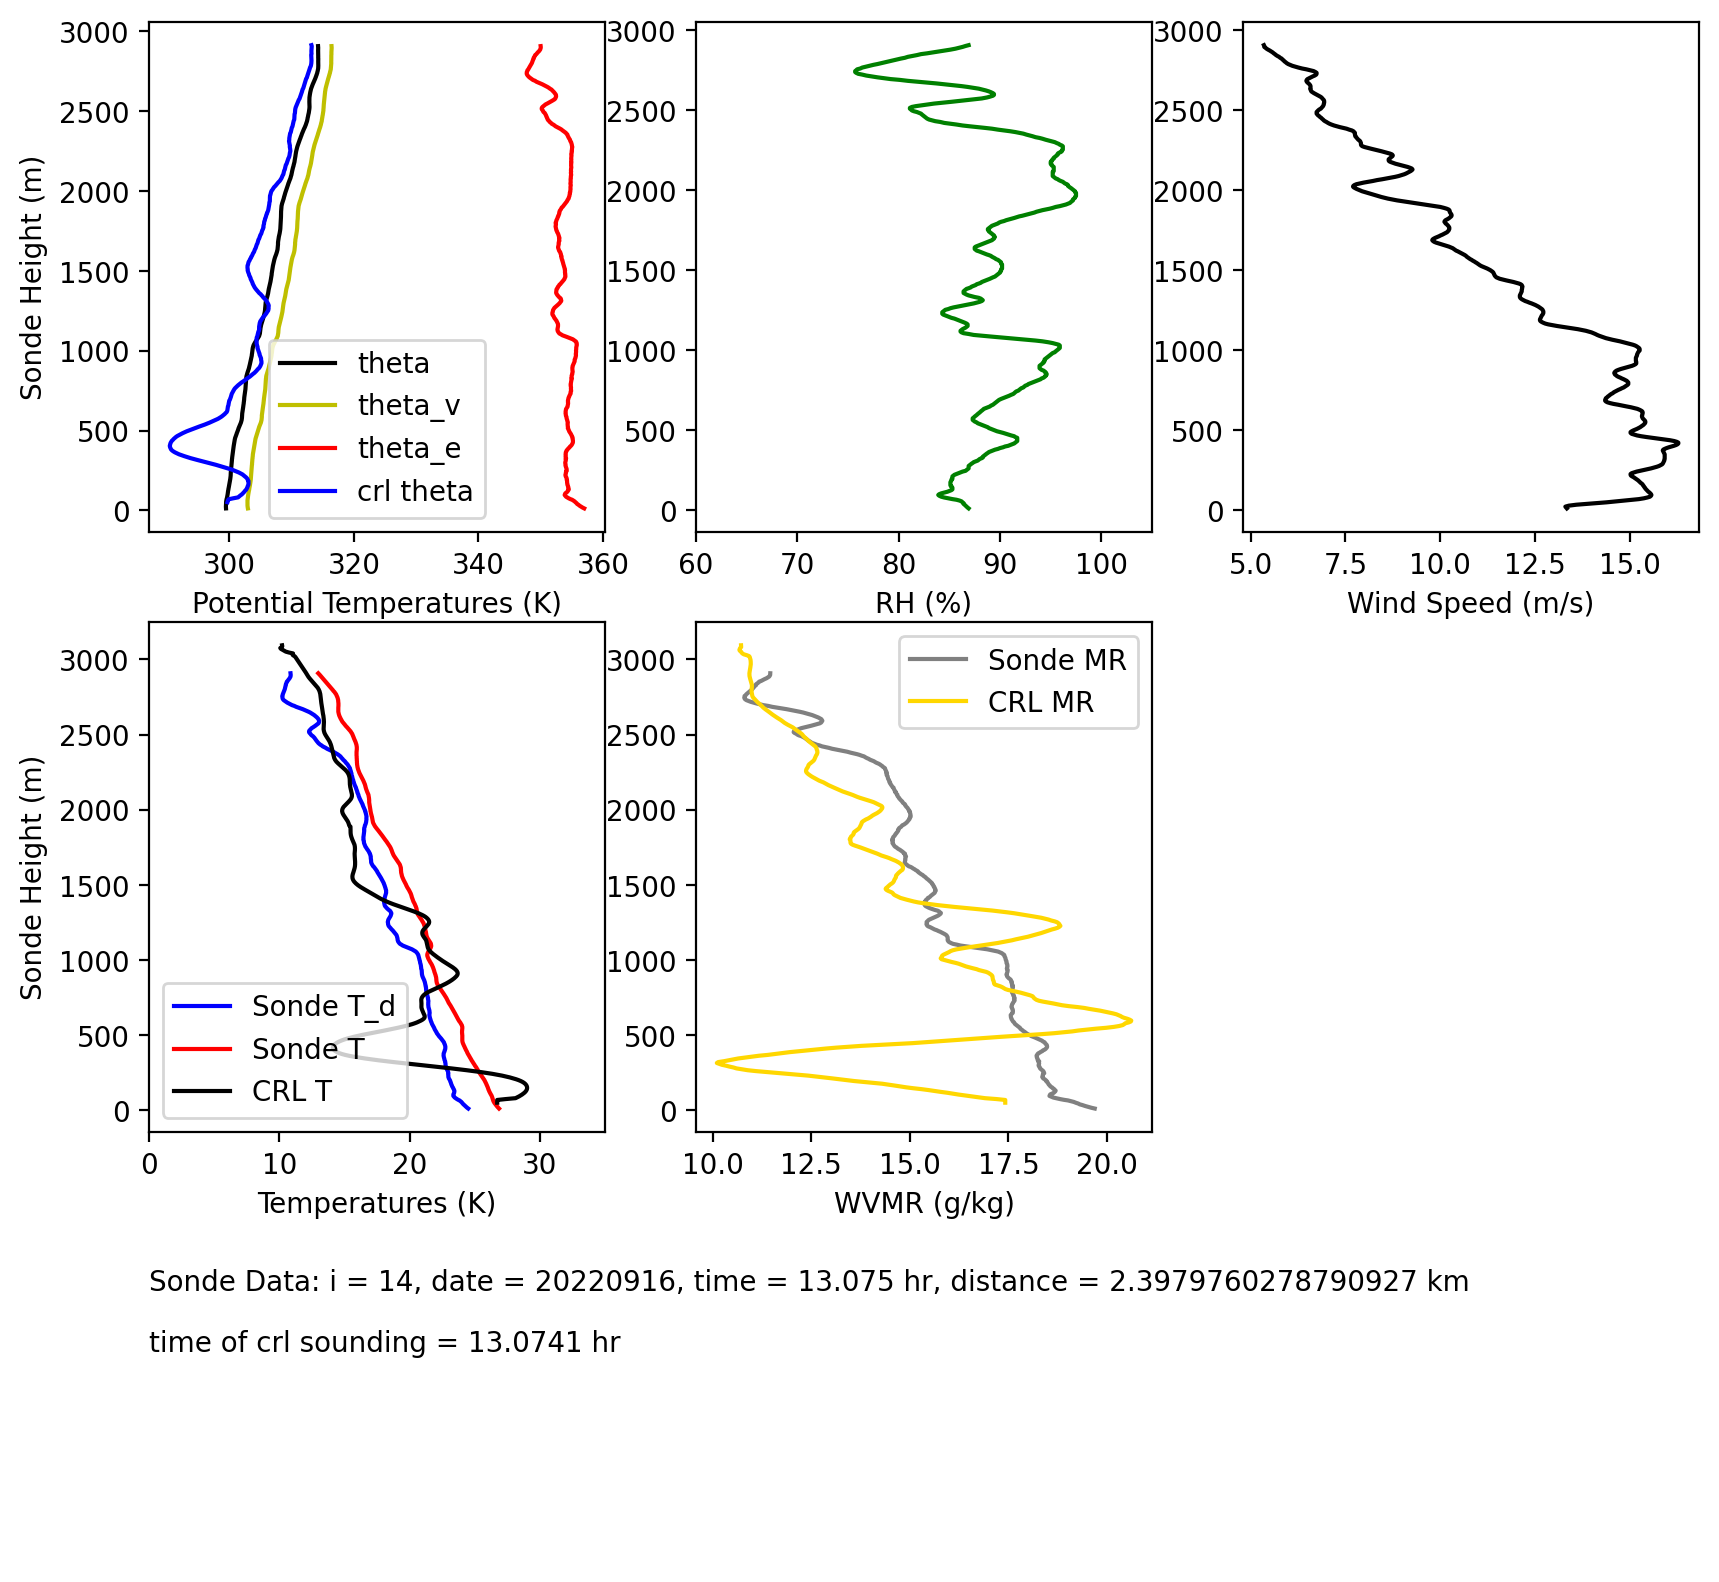 3000
2500
2000
1500
1000
500
0
Sonde Height (m)
300 320 340 360
Potential Temperatures (K)
theta
theta_v
theta_e
crl theta
3000
2500
2000
1500
1000
500
0
60 70 80 90 100
RH (%)
3000
2500
2000
1500
1000
500
0
5.0 7.5 10.0 12.5 15.0
Wind Speed (m/s)
3000
2500
2000
1500
1000
500
0
Sonde Height (m)
Sonde T_d
Sonde T
CRL T
0 10 20 30
Temperatures (K)
3000
2500
2000
1500
1000
500
0
Sonde MR
CRL MR
10.0 12.5 15.0 17.5 20.0
WVMR (g/kg)
Sonde Data: i = 14, date = 20220916, time = 13.075 hr, distance = 2.3979760278790927 km
time of crl sounding = 13.0741 hr